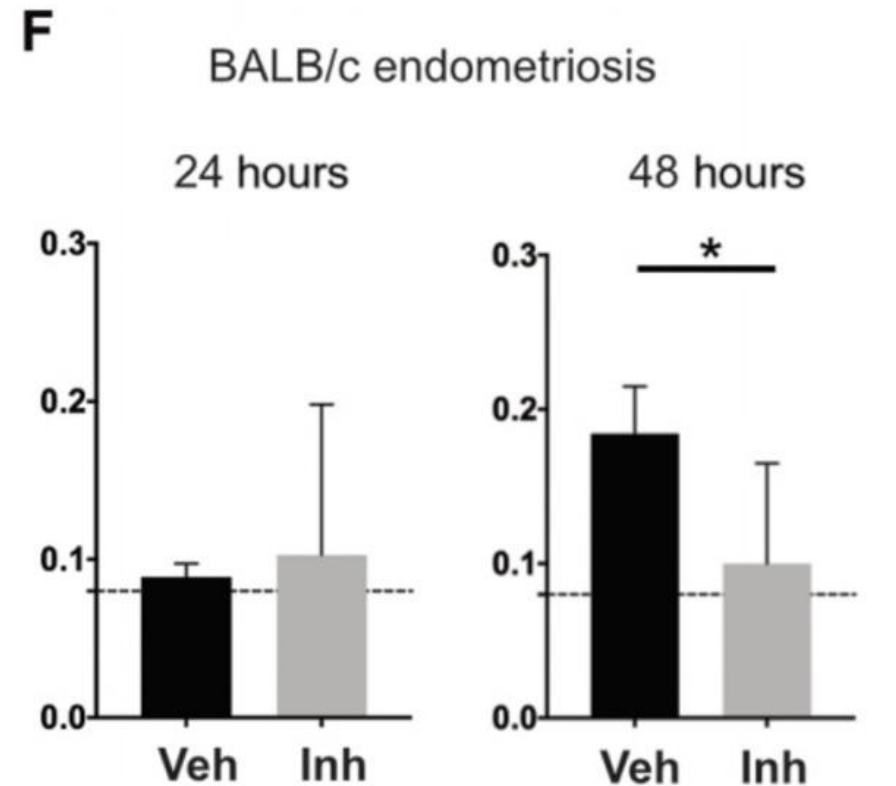 F
BALB/c endometriosis
24 hours
0.3
0.2
0.1
0.0
Veh Inh
48 hours
*
0.3
0.2
0.1
0.0
Veh Inh